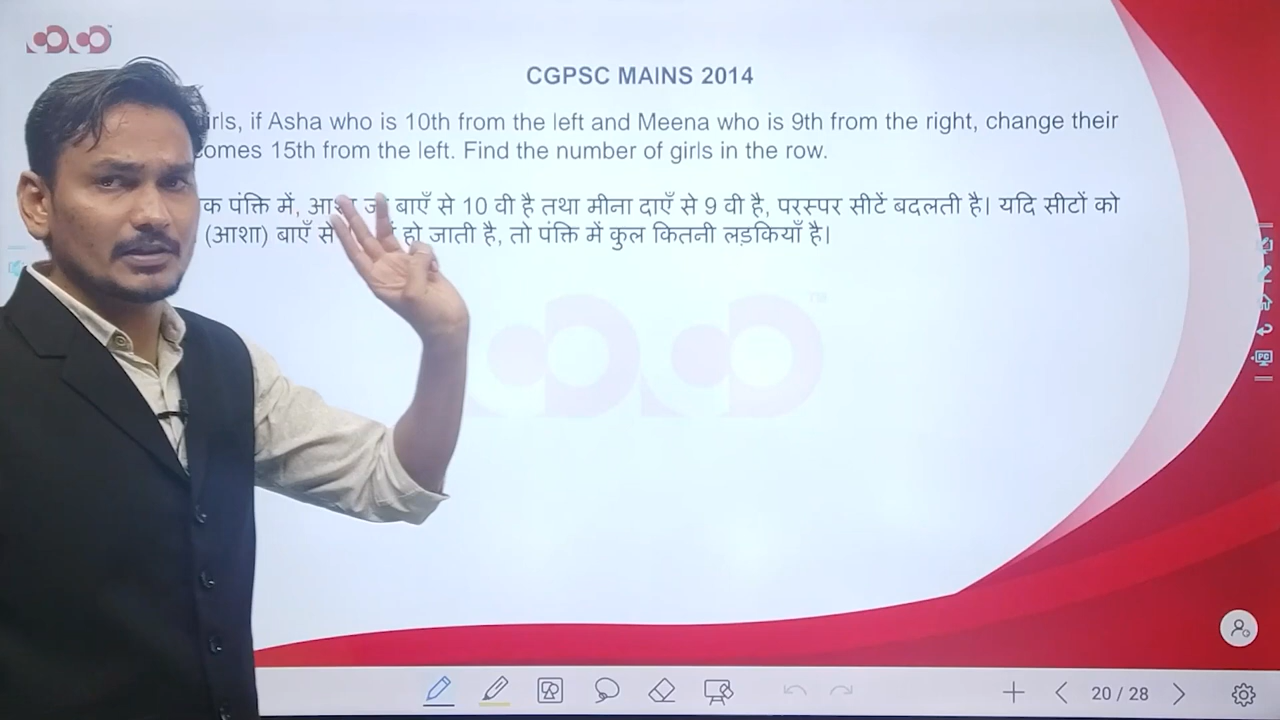 CGPSC MAINS 2014
if Asha who is 10th from the left and Meena who is 9th from the right, change their
15th from the left. Find the number of girls in the row.
पंक्ति में, बाएँ से 10 वी है तथा मीना दाएँ से 9 वी है, परस्पर सीटें बदलती है। यदि सीटों को
(आशा) बाएँ से हो जाती है, तो पंक्ति में कुल कितनी लड़कियाँ है।
PC
20 / 28